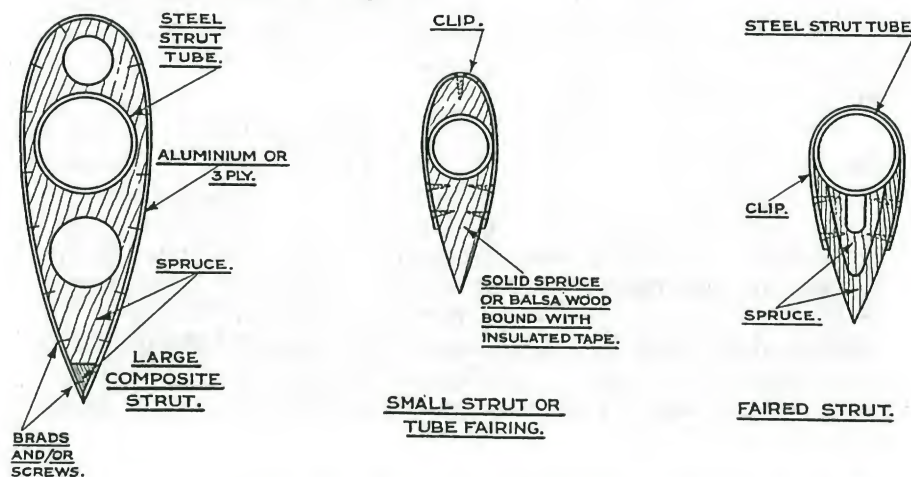 STEEL
STRUT
TUBE.
ALUMINIUM OR
3 PLY.
SPRUCE.
LARGE
COMPOSITE
STRUT.
BRADS
AND/OR
SCREWS.
CLIP.
SOLID SPRUCE
OR BALSA WOOD
BOUND WITH
INSULATED TAPE.
SMALL STRUT OR
TUBE FAIRING.
STEEL STRUT TUBE
CLIP.
SPRUCE.
FAIRED STRUT.